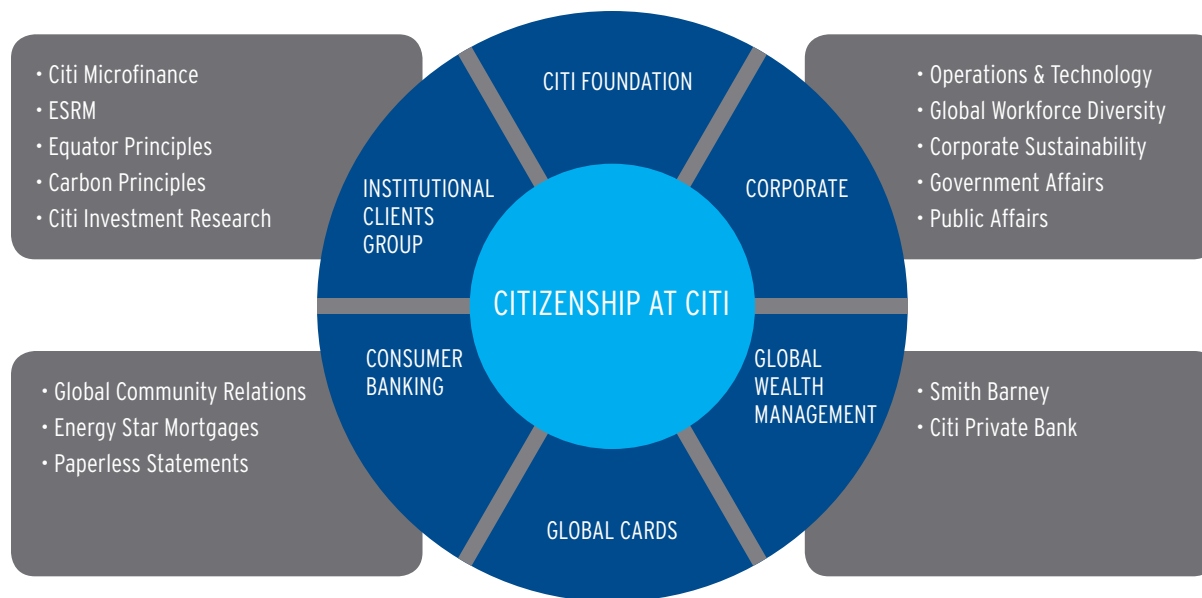 • Citi Microfinance
• ESRM
• Equator Principles
• Carbon Principles
• Citi Investment Research
CITI FOUNDATION
INSTITUTIONAL
CLIENTS
GROUP
CORPORATE
• Operations & Technology
• Global Workforce Diversity
• Corporate Sustainability
• Government Affairs
• Public Affairs
CITIZENSHIP AT CITI
• Global Community Relations
• Energy Star Mortgages
• Paperless Statements
CONSUMER
BANKING
GLOBAL
WEALTH
MANAGEMENT
• Smith Barney
• Citi Private Bank
GLOBAL CARDS